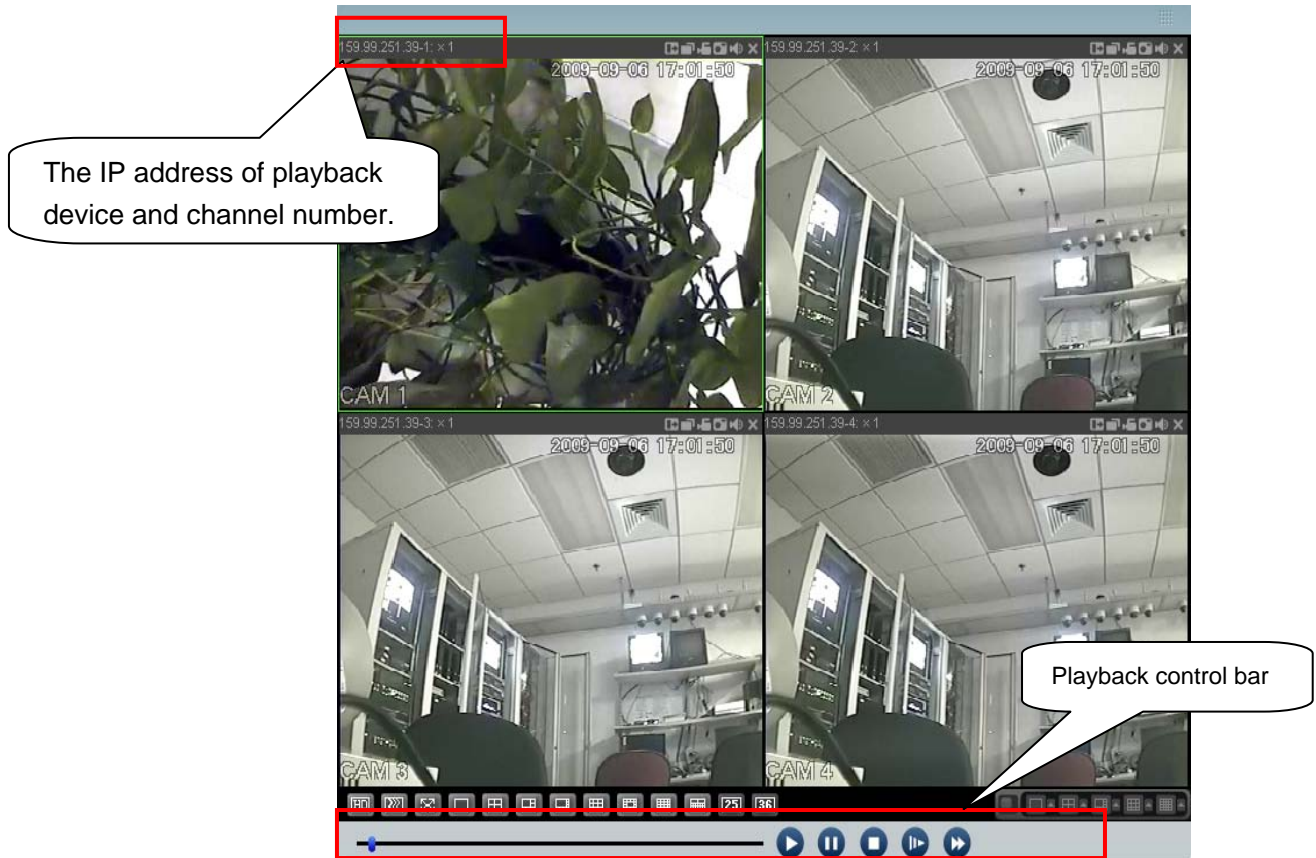 159.99.251.39-1: × 1
159.99.251.39-2: × 1
2009-09-06 17:01:50
2009-09-06 17:01:50
The IP address of playback
device and channel number.
CAM 1
CAM 2
159.99.251.39-3: × 1
159.99.251.39-4: × 1
2009-09-06 17:01:50
2009-09-06 17:01:50
Playback control bar
CAM 3
CAM 4
HD
25
36